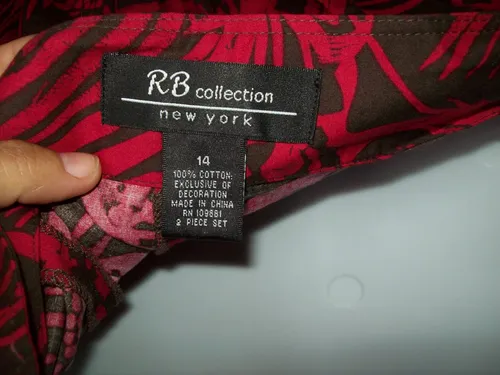 RB collection
new york
14
100% COTTON;
EXCLUSIVE OF
DECORATION
MADE IN CHINA
RN 109881
2 PIECE SET